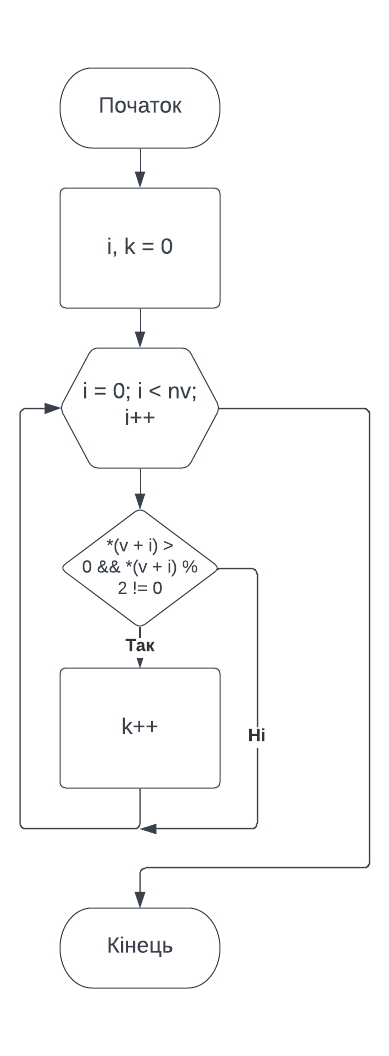 Початок
i, k = 0
i = 0; i < nv;
i++
*(v + i) >
0 && *(v + i) %
2 != 0
Так
k++
Ні
Кінець